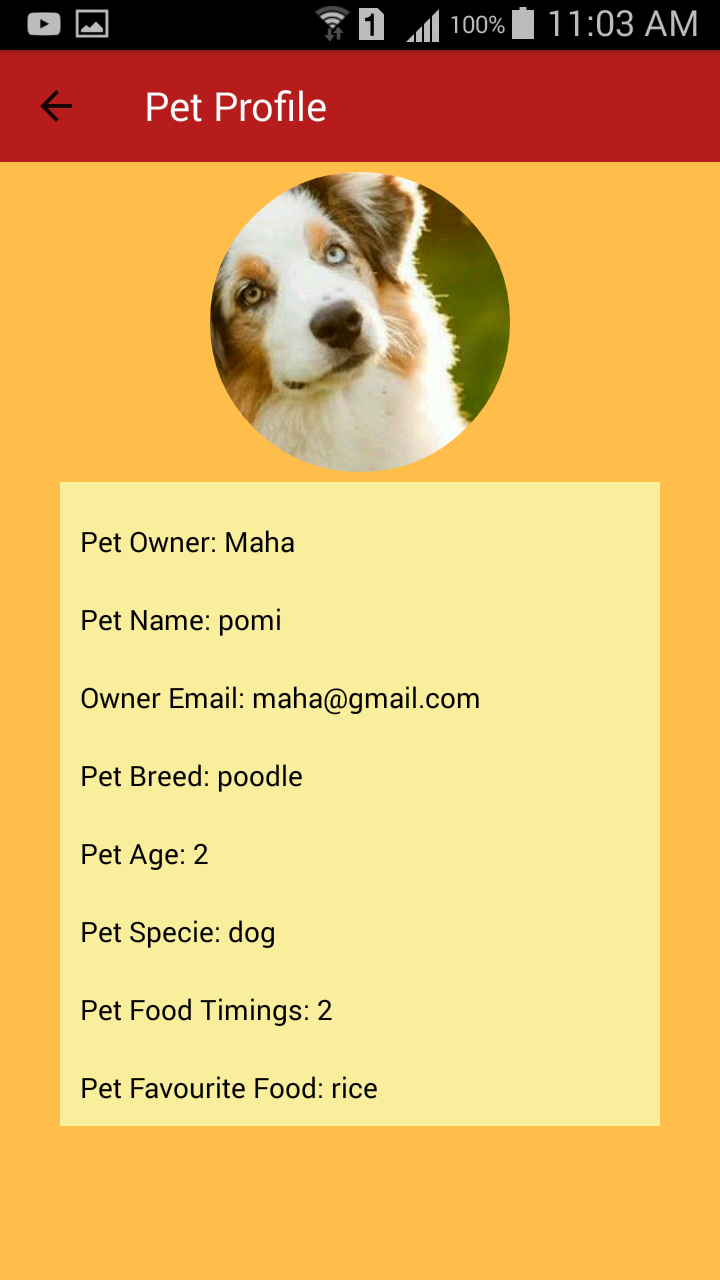 1 100% 11:03 AM
Pet Profile
Pet Owner: Maha
Pet Name: pomi
Owner Email: maha@gmail.com
Pet Breed: poodle
Pet Age: 2
Pet Specie: dog
Pet Food Timings: 2
Pet Favourite Food: rice